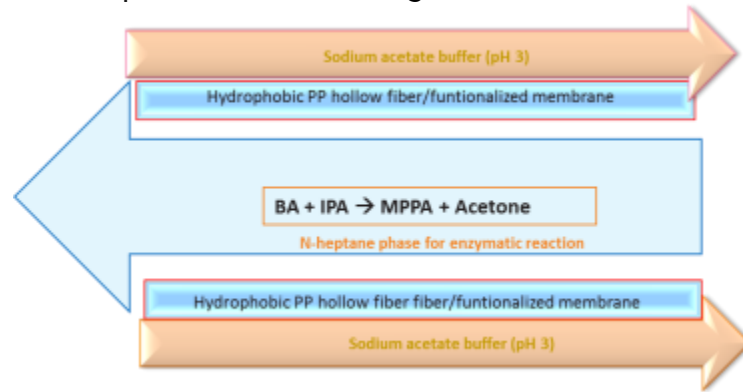 Sodium acetate buffer (pH 3)
Hydrophobic PP hollow fiber/funtionalized membrane
BA + IPA → MPPA + Acetone
N-heptane phase for enzymatic reaction
Hydrophobic PP hollow fiber fiber/funtionalized membrane
Sodium acetate buffer (pH 3)